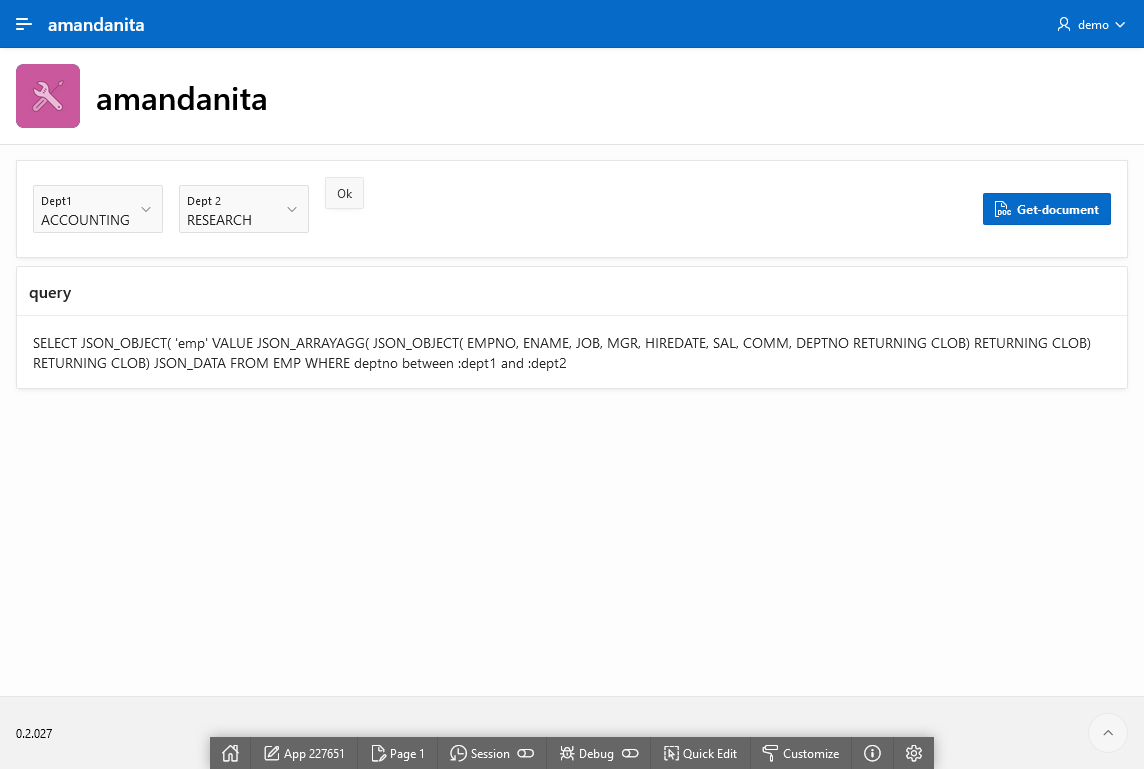 amandanita
demo
amandanita
Dept1
ACCOUNTING
Dept 2
RESEARCH
Ok
DOC
Get-document
query
SELECT JSON_OBJECT( 'emp' VALUE JSON_ARRAYAGG( JSON_OBJECT( EMPNO, ENAME, JOB, MGR, HIREDATE, SAL, COMM, DEPTNO RETURNING CLOB) RETURNING CLOB)
RETURNING CLOB) JSON_DATA FROM EMP WHERE deptno between :dept1 and :dept2
0.2.027
App 227651
Page 1
Session
Debug
Quick Edit
Customize